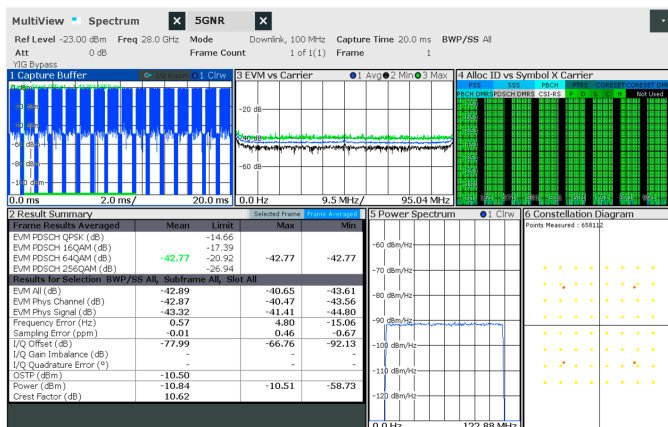 MultiView Spectrum X 5GNR X
Ref Level -23.00 dBm Freq 28.0 GHz Mode Downlink, 100 MHz Capture Time 20.0 ms BWP/SS All
Att 0 dB Frame Count 1 of 1(1) Frame 1
YIG Bypass
1 Capture Buffer 1 Clrw
-60 dBm
-100 dBm
0.0 ms 2.0 ms/ 20.0 ms
3 EVM vs Carrier 1 Avg 2 Min 3 Max
-20 dB
-40 dB
-60 dB
0.0 Hz 9.5 MHz/ 95.04 MHz
4 Alloc ID vs Symbol X Carrier
PSS SSS PBCH PTRS CORESET CORESET DM
PBCH DMRS PDSCH DMRS CSI-RS P D S C H Not Used
2 Result Summary Selected Frame Frame Averaged
Frame Results Averaged Mean Limit Max Min
EVM PDSCH QPSK (dB) -14.66
EVM PDSCH 16QAM (dB) -17.39
EVM PDSCH 64QAM (dB) -42.77 -20.92 -42.77 -42.77
EVM PDSCH 256QAM (dB) -26.94
Results for Selection BWP/SS All, Subframe All, Slot All
EVM All (dB) -42.89 -40.65 -43.61
EVM Phys Channel (dB) -42.87 -40.47 -43.56
EVM Phys Signal (dB) -43.32 -41.41 -44.80
Frequency Error (Hz) 0.57 4.80 -15.06
Sampling Error (ppm) -0.01 0.46 -0.67
I/Q Offset (dB) -77.99 -66.76 -92.13
I/Q Gain Imbalance (dB) - - -
I/Q Quadrature Error (°) - - -
OSTP (dBm) -10.50
Power (dBm) -10.84 -10.51 -58.73
Crest Factor (dB) 10.62
5 Power Spectrum 1 Clrw
-60 dBm/Hz
-70 dBm/Hz
-80 dBm/Hz
-90 dBm/Hz
-100 dBm/Hz
-110 dBm/Hz
-120 dBm/Hz
0.0 Hz 122.88 MHz
6 Constellation Diagram
Points Measured : 658112